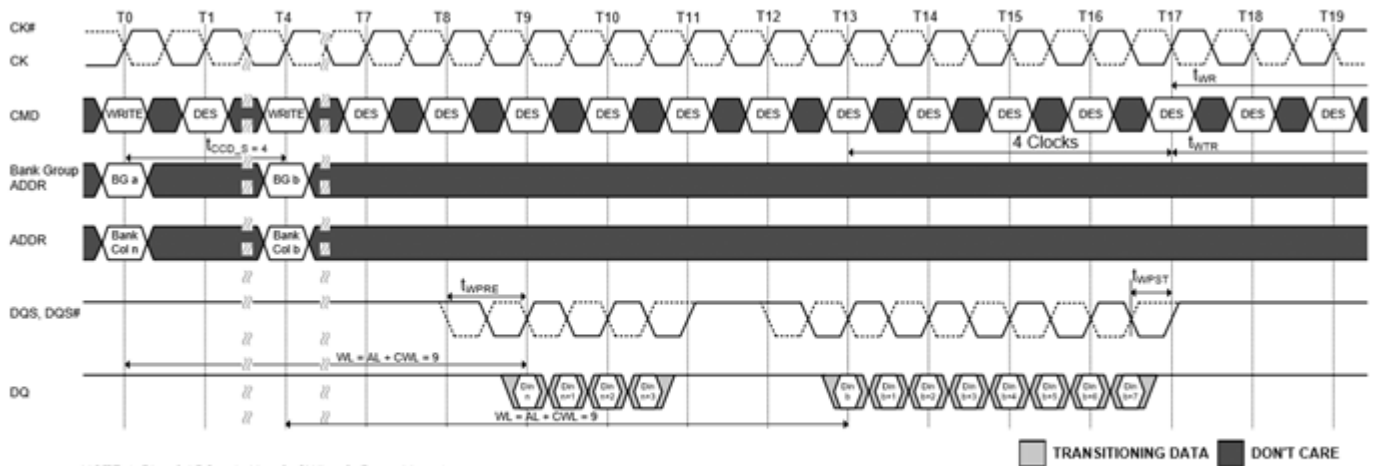 T0 T1 T4 T7 T8 T9 T10 T11 T12 T13 T14 T15 T16 T17 T18 T19
CK#
CK
tWR
CMD WRITE DES WRITE DES DES DES DES DES DES DES DES DES DES DES DES DES
tCCD_S = 4
4 Clocks
tWTR
Bank Group
ADDR
BG a BG b
ADDR
Bank
Col n
Bank
Col b
tWPRE
tWPST
DQS, DQS#
WL = AL + CWL = 9
DQ
Din
n
Din
n+1
Din
n+2
Din
n+3
Din
b
Din
b+1
Din
b+2
Din
b+3
Din
b+4
Din
b+5
Din
b+6
Din
b+7
WL = AL + CWL = 9
TRANSITIONING DATA DON'T CARE